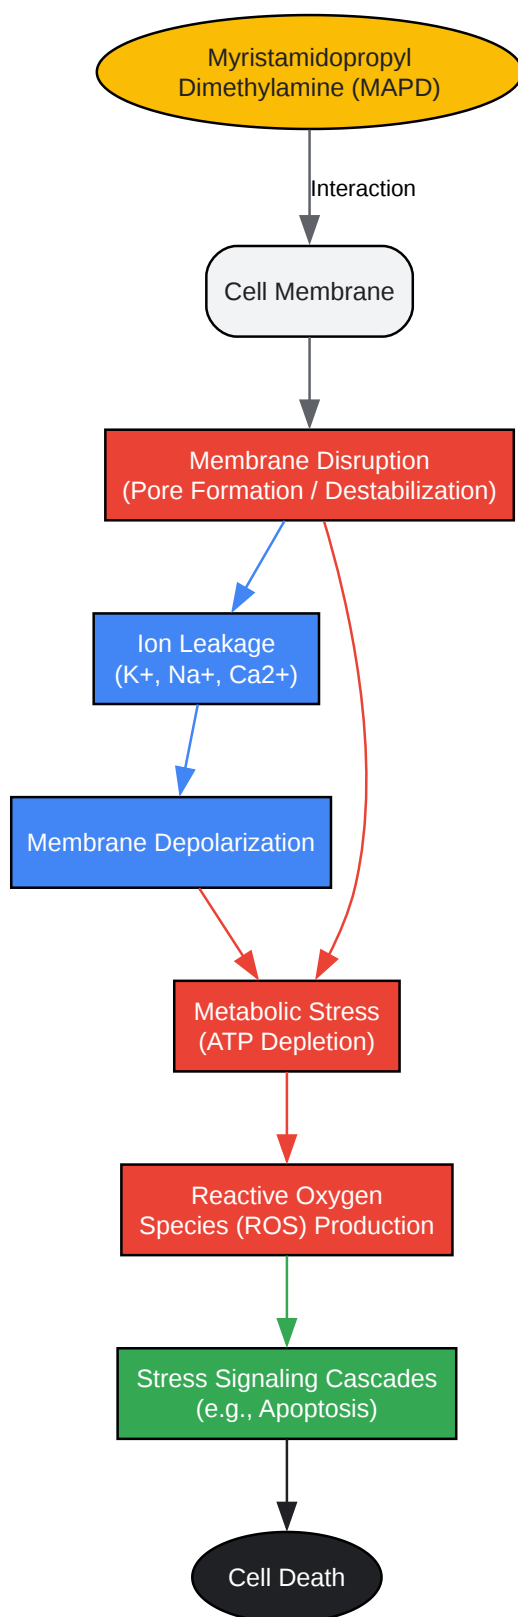 Myristamidopropyl
Dimethylamine (MAPD)
Interaction
Cell Membrane
Membrane Disruption
(Pore Formation / Destabilization)
Ion Leakage
(K+, Na+, Ca2+)
Membrane Depolarization
Metabolic Stress
(ATP Depletion)
Reactive Oxygen
Species (ROS) Production
Stress Signaling Cascades
(e.g., Apoptosis)
Cell Death